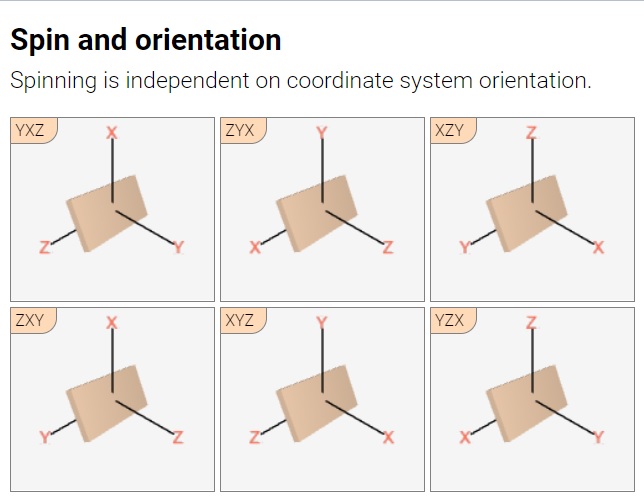 Spin and orientation
Spinning is independent on coordinate system orientation.
YXZ
X
Z
Y
ZYX
Y
X
Z
XZY
Z
Y
X
ZXY
X
Y
Z
XYZ
Y
Z
X
YZX
Z
X
Y